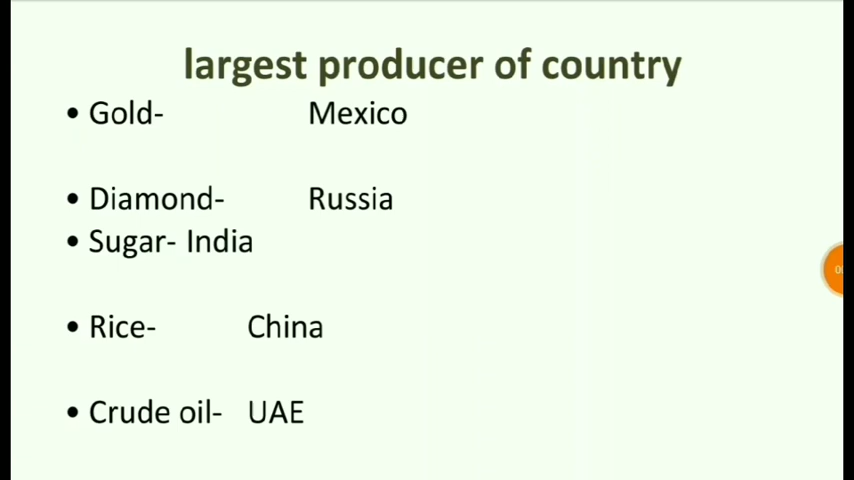 largest producer of country
• Gold- Mexico
• Diamond- Russia
• Sugar- India
• Rice- China
• Crude oil- UAE